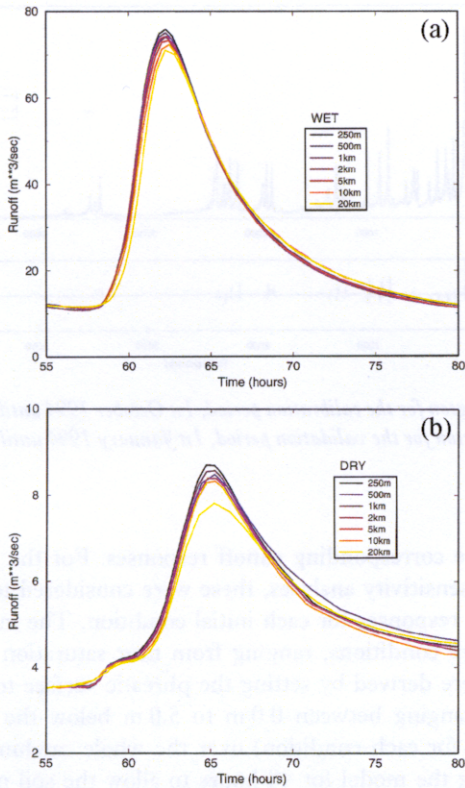 80
(a)
60
WET
250m
500m
1km
2km
5km
10km
20km
40
Runoff (m**3/sec)
20
0
55 60 65 70 75 80
Time (hours)
10
(b)
DRY
250m
500m
1km
2km
5km
10km
20km
8
6
Runoff (m**3/sec)
4
2
55 60 65 70 75 80
Time (hours)